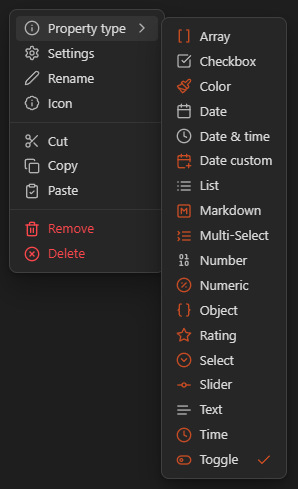 Property type
Settings
Rename
Icon
Cut
Copy
Paste
Remove
Delete
Array
Checkbox
Color
Date
Date & time
Date custom
List
Markdown
Multi-Select
Number
Numeric
Object
Rating
Select
Slider
Text
Time
Toggle